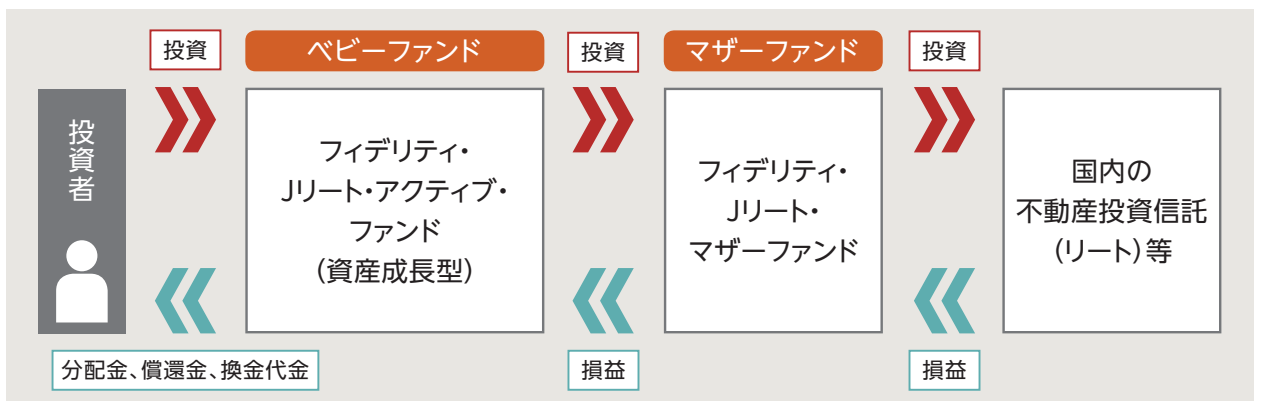 投資
ベビーファンド
投資
マザーファンド
投資
投資者
フィデリティ・
Jリート・アクティブ・
ファンド
(資産成長型)
フィデリティ・
Jリート・
マザーファンド
国内の
不動産投資信託
(リート)等
分配金、償還金、換金代金
損益
損益